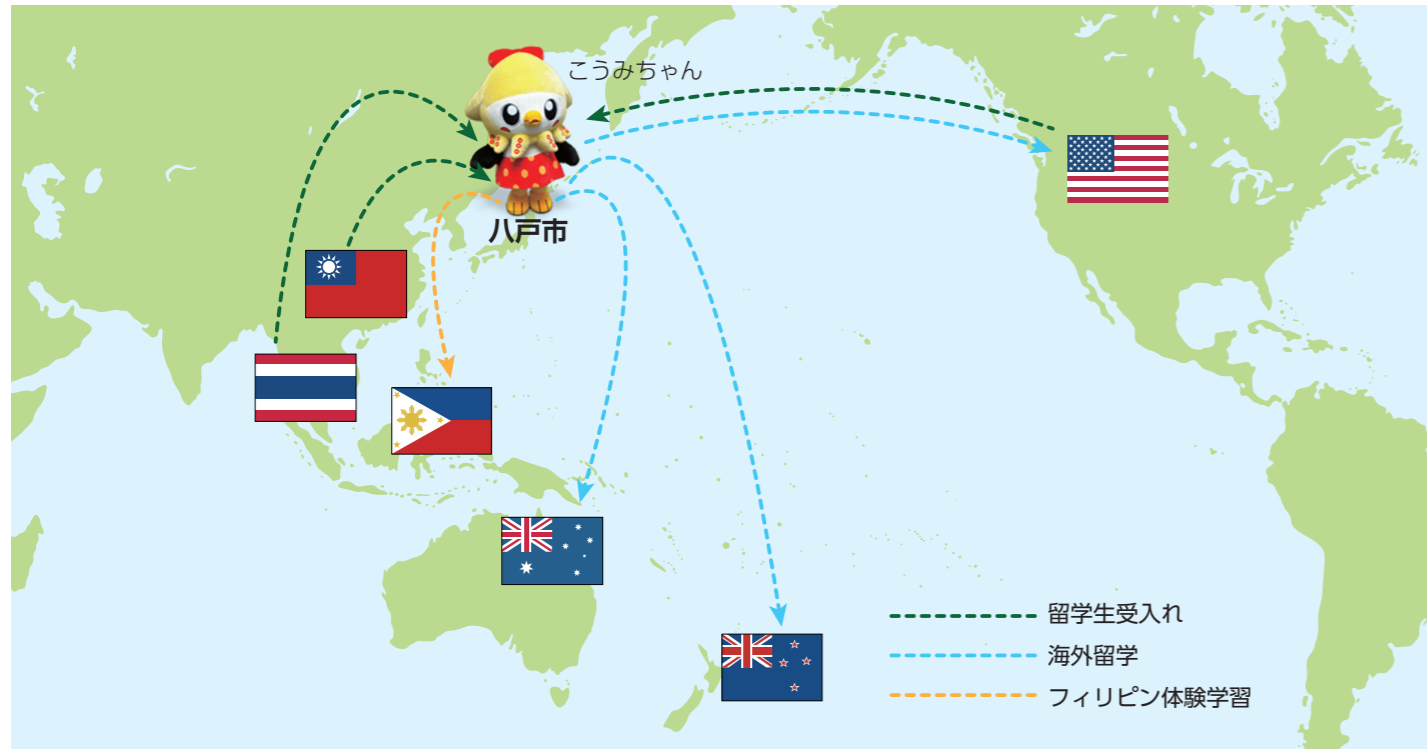 こうみちゃん
八戸市
留学生受入れ
海外留学
フィリピン体験学習